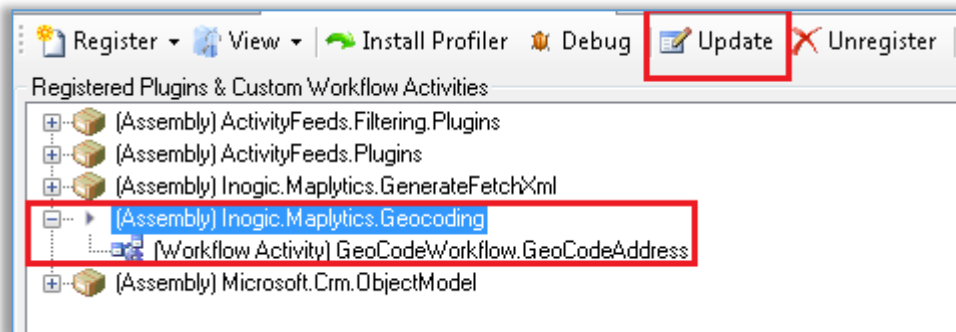 Register View Install Profiler Debug Update Unregister
Registered Plugins & Custom Workflow Activities
(Assembly) ActivityFeeds.Filtering.Plugins
(Assembly) ActivityFeeds.Plugins
(Assembly) Inogic.Maplytics.GenerateFetchXml
(Assembly) Inogic.Maplytics.Geocoding
(Workflow Activity) GeoCodeWorkflow.GeoCodeAddress
(Assembly) Microsoft.Crm.ObjectModel